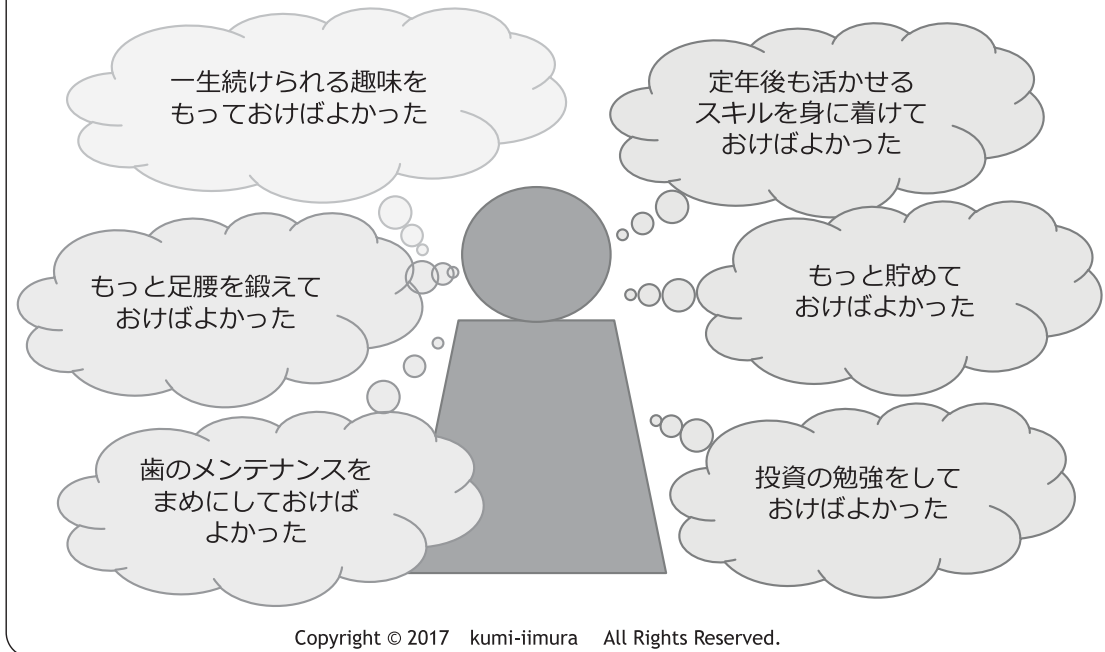 一生続けられる趣味を
もっておけばよかった
定年後も活かせる
スキルを身に着けて
おけばよかった
もっと足腰を鍛えて
おけばよかった
もっと貯めて
おけばよかった
歯のメンテナンスを
まめにしておけば
よかった
投資の勉強をして
おけばよかった
Copyright © 2017 kumi-iimura All Rights Reserved.